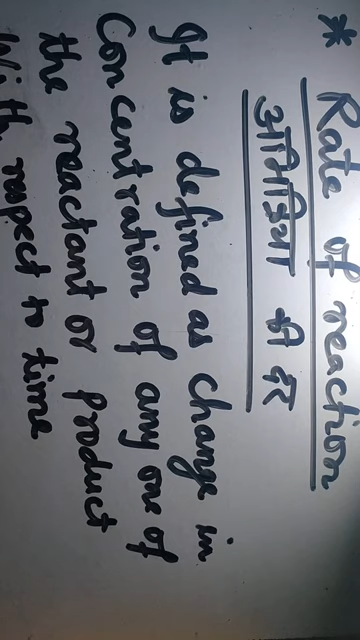 * Rate of reaction
अभिक्रिया की दर
It is defined as change in
Concentration of any one of
the reactant or product
With respect to time